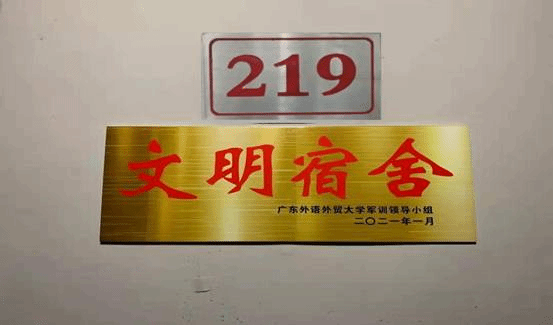 219
文明宿舍
广东外语外贸大学军训领导小组
二〇二一年一月